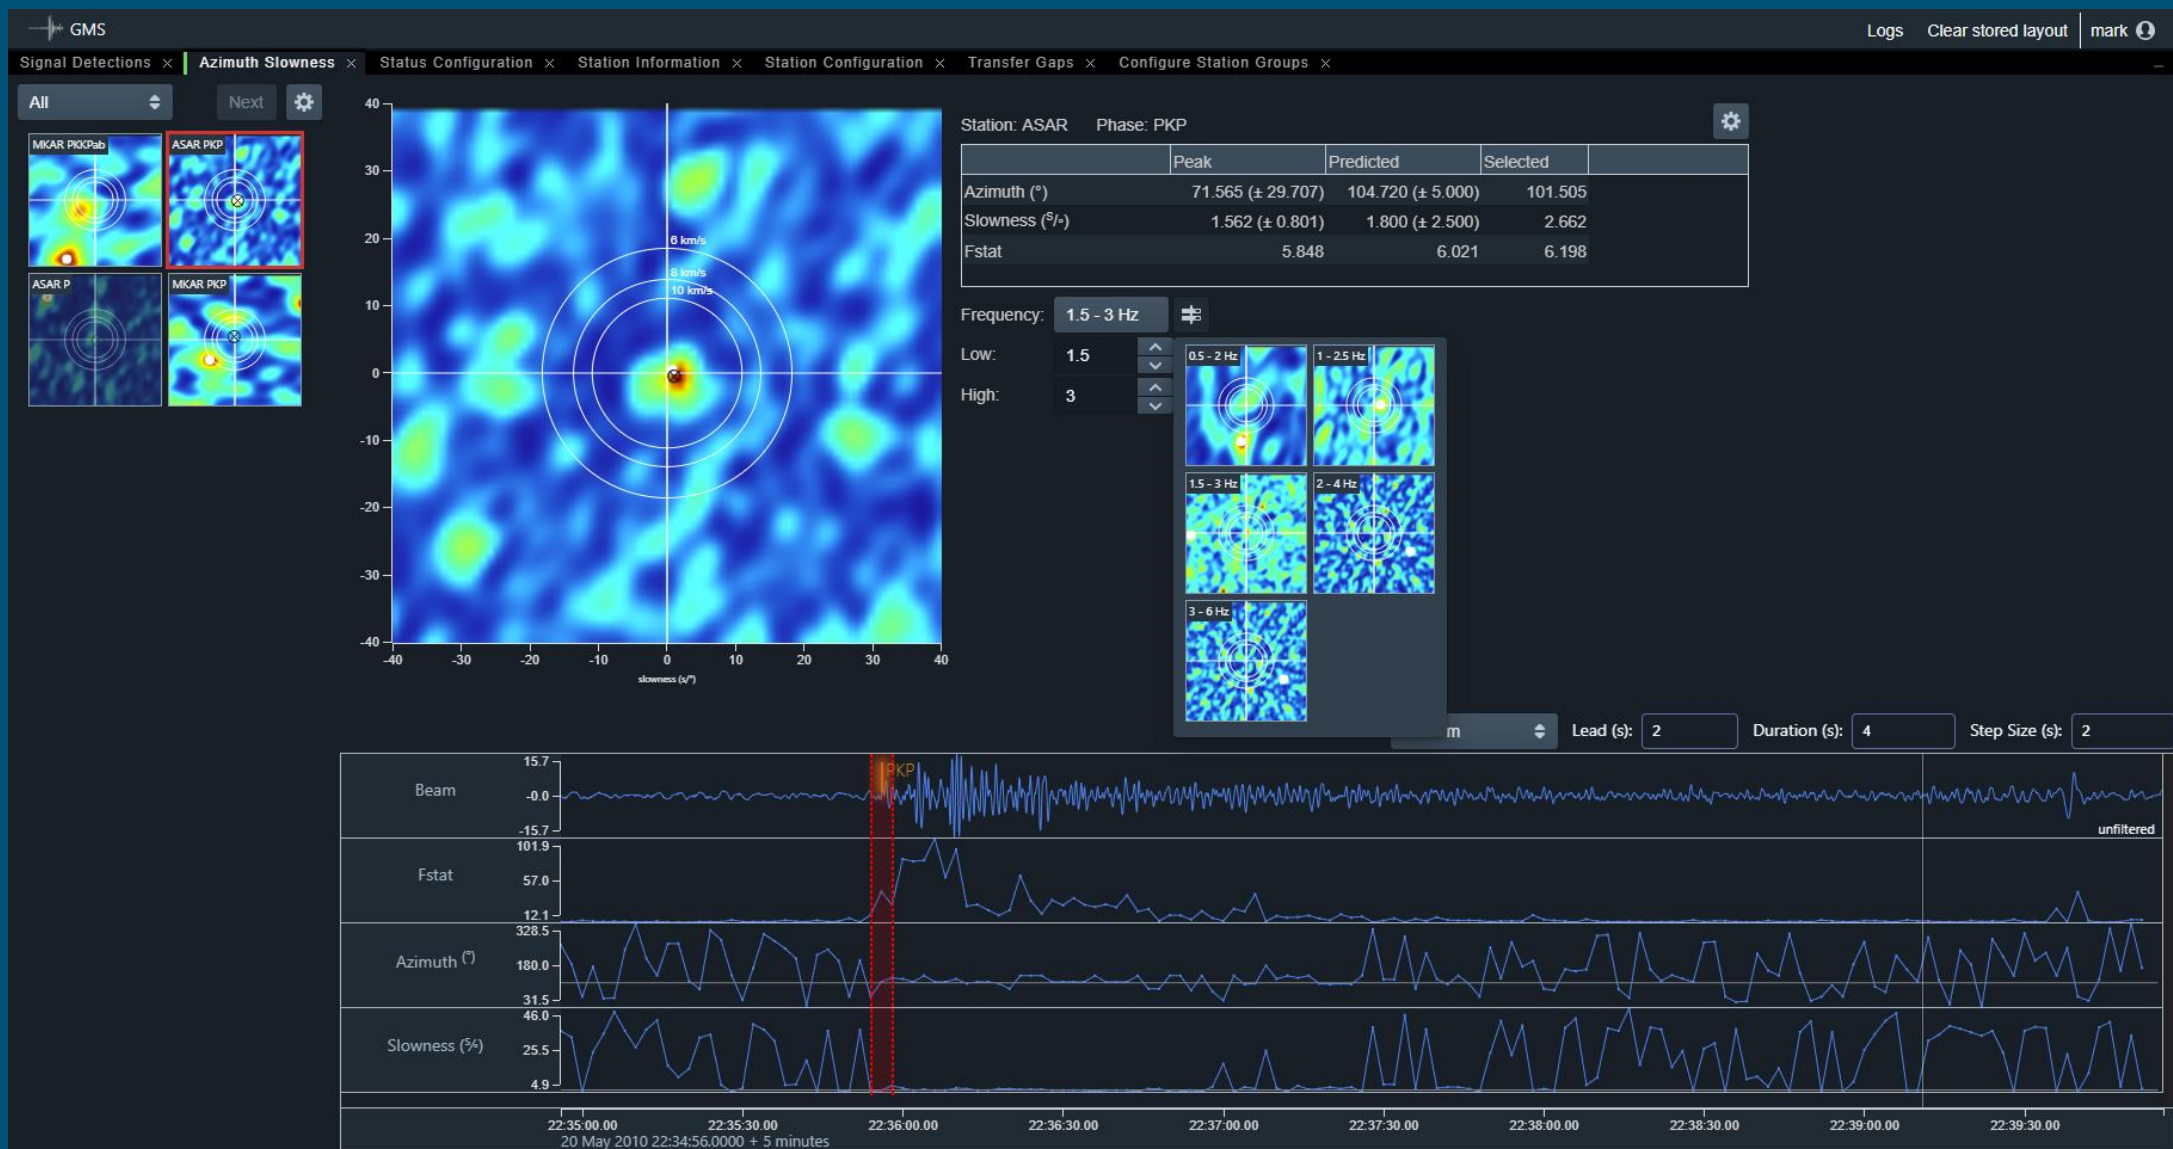 GMS
Logs Clear stored layout mark
Signal Detections × Azimuth Slowness × Status Configuration × Station Information × Station Configuration × Transfer Gaps × Configure Station Groups ×
All Next
MKAR PKKPab ASAR PKP
ASAR P MKAR PKP
40
30
20
10
0
-10
-20
-30
-40
-40 -30 -20 -10 0 10 20 30 40
slowness (s/°)
6 km/s
8 km/s
10 km/s
Station: ASAR Phase: PKP
Peak Predicted Selected
Azimuth (°) 71.565 (± 29.707) 104.720 (± 5.000) 101.505
Slowness (s/°) 1.562 (± 0.801) 1.800 (± 2.500) 2.662
Fstat 5.848 6.021 6.198
Frequency: 1.5 - 3 Hz
Low: 1.5
High: 3
0.5 - 2 Hz 1 - 2.5 Hz
1.5 - 3 Hz 2 - 4 Hz
3 - 6 Hz
m Lead (s): 2 Duration (s): 4 Step Size (s): 2
Beam 15.7 -0.0 -15.7
PKP
unfiltered
Fstat 101.9 57.0 12.1
Azimuth (°) 328.5 180.0 31.5
Slowness (s/°) 46.0 25.5 4.9
22:35:00.00 22:35:30.00 22:36:00.00 22:36:30.00 22:37:00.00 22:37:30.00 22:38:00.00 22:38:30.00 22:39:00.00 22:39:30.00
20 May 2010 22:34:56.0000 + 5 minutes